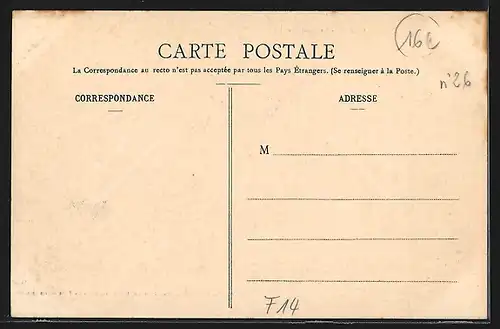 16€
CARTE POSTALE
La Correspondance au recto n'est pas acceptée par tous les Pays Étrangers. (Se renseigner à la Poste.)
n°26
CORRESPONDANCE
ADRESSE
M
F14